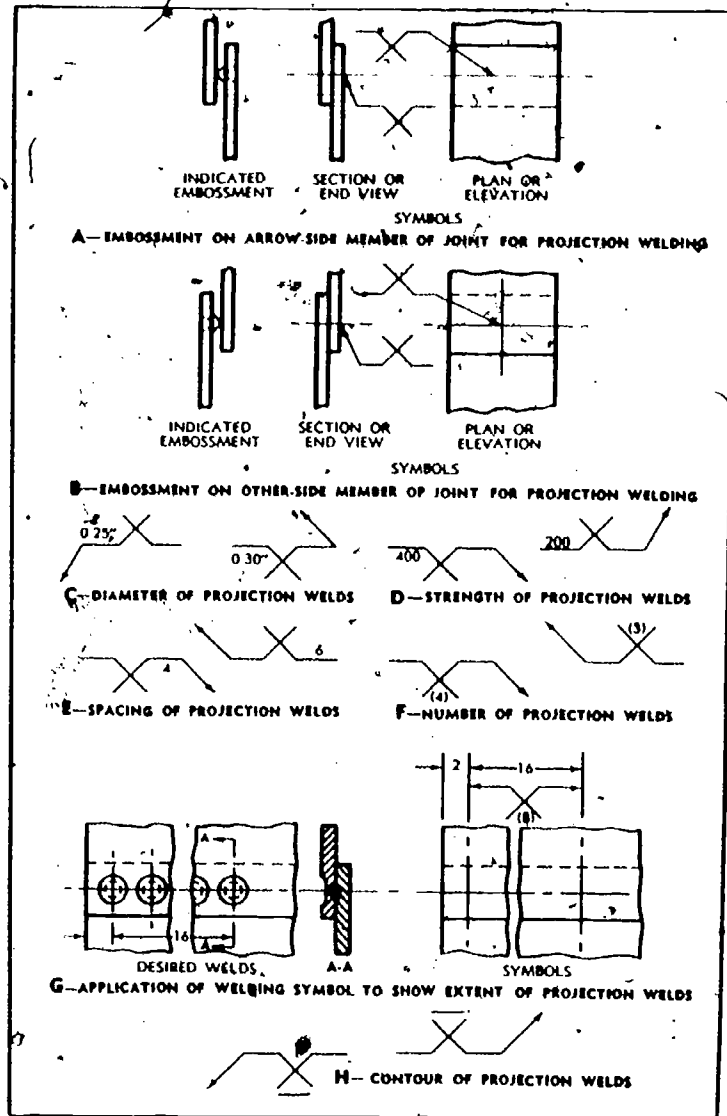 INDICATED EMBOSSMENT
SECTION OR END VIEW
PLAN OR ELEVATION
SYMBOLS
A—EMBOSSMENT ON ARROW-SIDE MEMBER OF JOINT FOR PROJECTION WELDING
INDICATED EMBOSSMENT
SECTION OR END VIEW
PLAN OR ELEVATION
SYMBOLS
B—EMBOSSMENT ON OTHER-SIDE MEMBER OF JOINT FOR PROJECTION WELDING
0.25"
0.30"
400
200
C—DIAMETER OF PROJECTION WELDS
D—STRENGTH OF PROJECTION WELDS
4
6
(4)
E—SPACING OF PROJECTION WELDS
F—NUMBER OF PROJECTION WELDS
2
16
A
16
A
DESIRED WELDS
A-A
SYMBOLS
G—APPLICATION OF WELDING SYMBOL TO SHOW EXTENT OF PROJECTION WELDS
H— CONTOUR OF PROJECTION WELDS